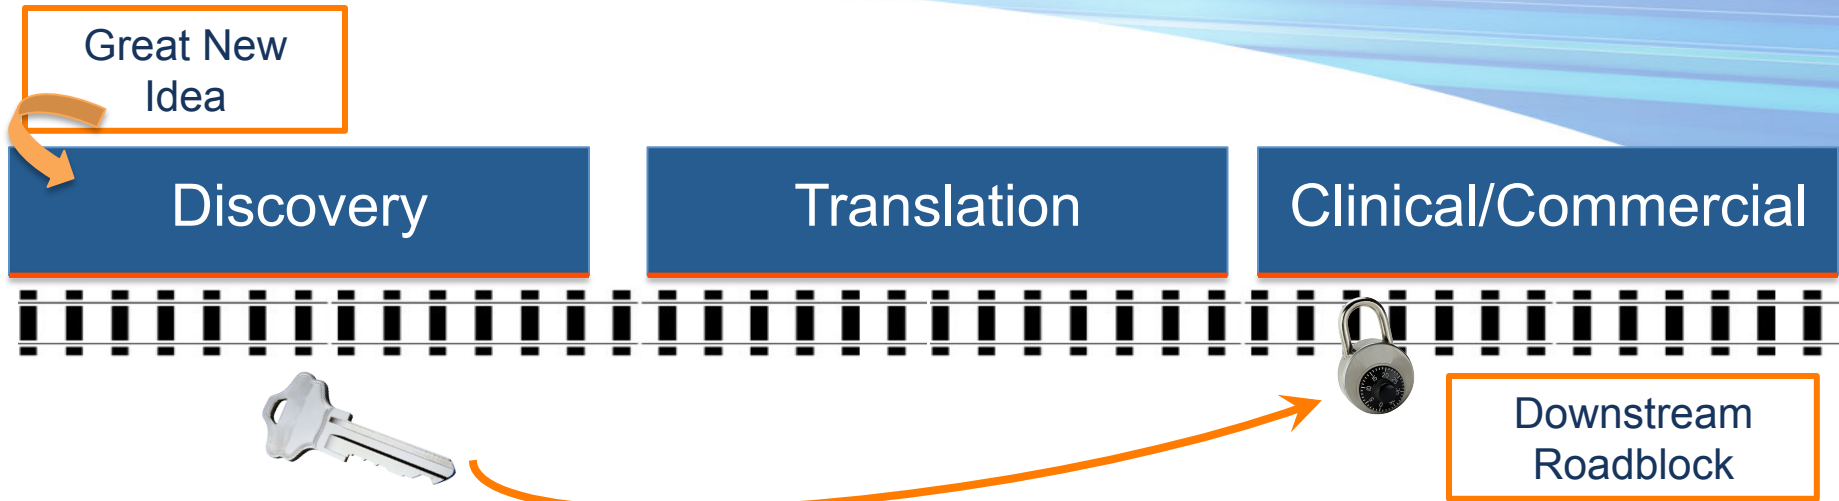 Great New
Idea
Discovery
Translation
Clinical/Commercial
Downstream
Roadblock